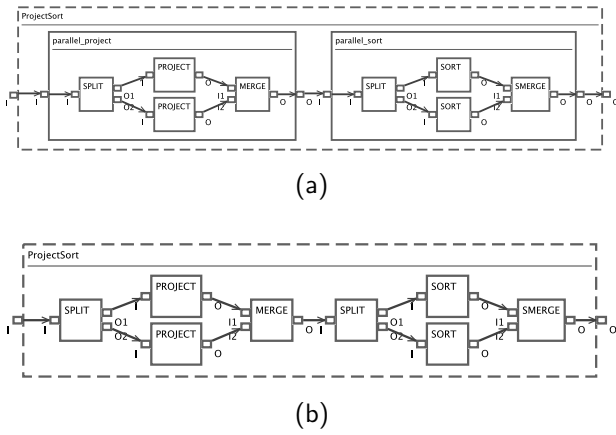 ProjectSort
parallel_project
parallel_sort
PROJECT
SORT
SPLIT
MERGE
SPLIT
SMERGE
I
O
I
O
O1
I1
O1
I1
I
I
I
O2
I
PROJECT
O
I2
O
O
I
I
O2
I
SORT
O
I2
O
O
O
(a)
ProjectSort
PROJECT
SORT
SPLIT
I
O
MERGE
SPLIT
I
O
SMERGE
I
I
O1
I1
O
I
O1
I1
O
O
O2
I
PROJECT
I2
O2
I
SORT
I2
O
O
(b)